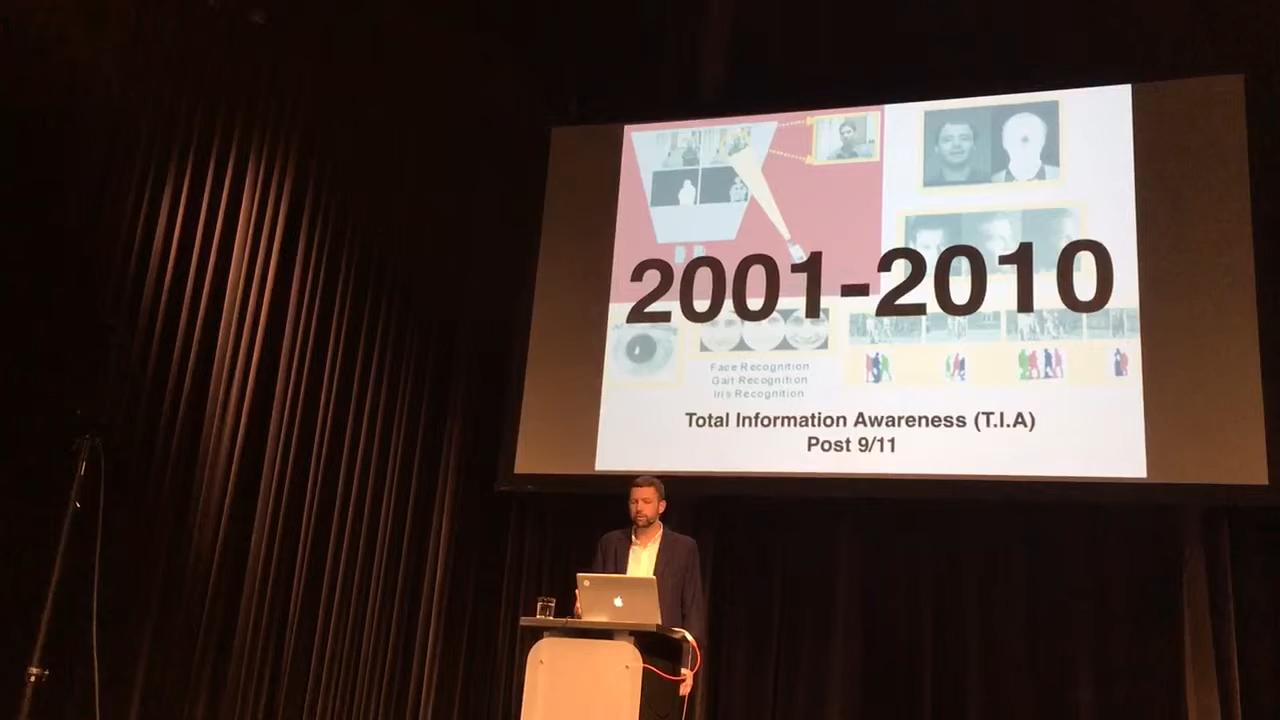 2001-2010
Face Recognition
Gait Recognition
Iris Recognition
Total Information Awareness (T.I.A)
Post 9/11